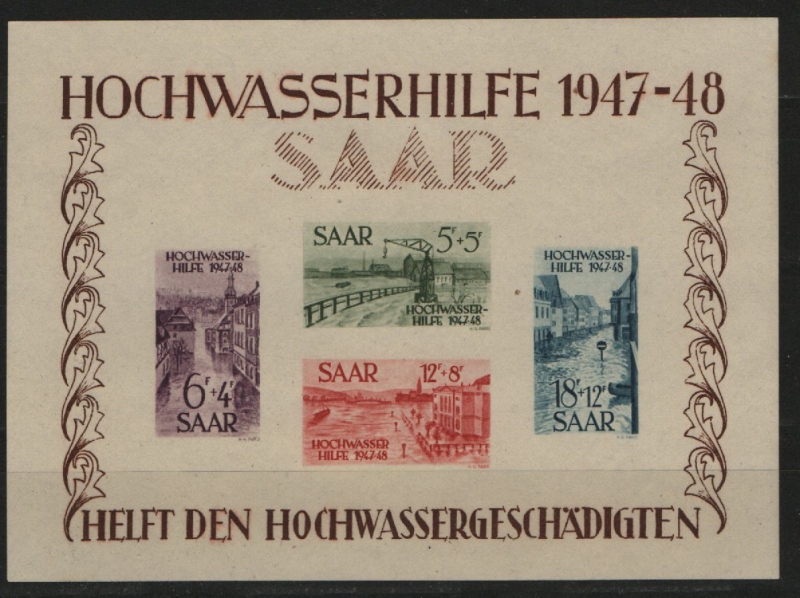 HOCHWASSERHILFE 1947-48
SAAR
HOCHWASSER-
HILFE 1947-48
6F+4F
SAAR
SAAR 5F+5F
HOCHWASSER-
HILFE 1947-48
SAAR 12F+8F
HOCHWASSER
HILFE 1947-48
HOCHWASSER-
HILFE 1947-48
18F+12F
SAAR
HELFT DEN HOCHWASSERGESCHÄDIGTEN